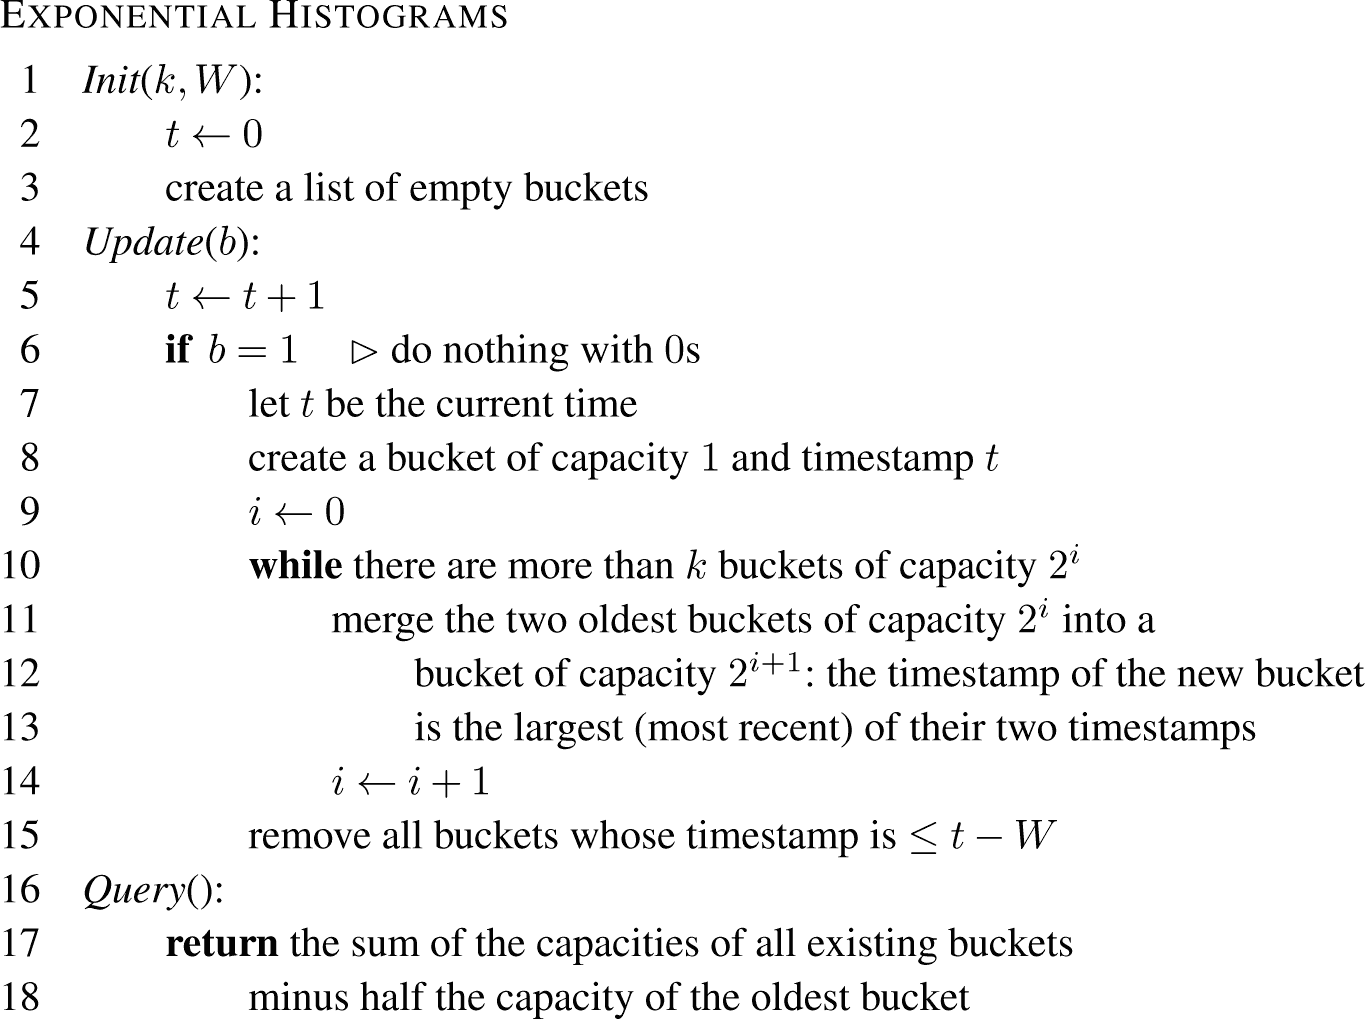 EXPONENTIAL HISTOGRAMS
1 Init(k, W):
2 t ← 0
3 create a list of empty buckets
4 Update(b):
5 t ← t + 1
6 if b = 1 ▷ do nothing with 0s
7 let t be the current time
8 create a bucket of capacity 1 and timestamp t
9 i ← 0
10 while there are more than k buckets of capacity 2^i
11 merge the two oldest buckets of capacity 2^i into a
12 bucket of capacity 2^{i+1}: the timestamp of the new bucket
13 is the largest (most recent) of their two timestamps
14 i ← i + 1
15 remove all buckets whose timestamp is ≤ t − W
16 Query():
17 return the sum of the capacities of all existing buckets
18 minus half the capacity of the oldest bucket